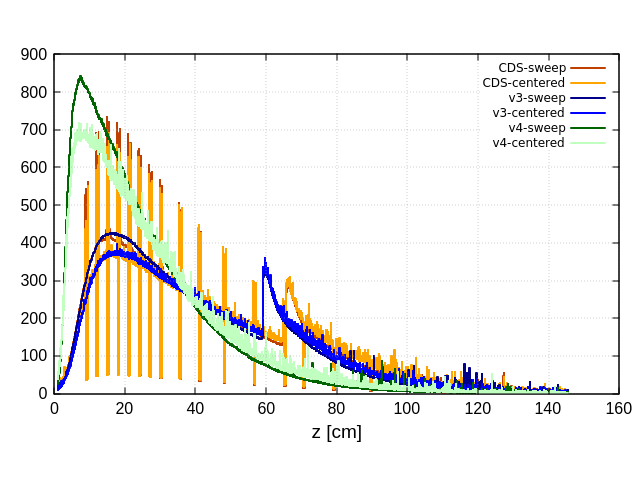 900
800
700
600
500
400
300
200
100
0
0 20 40 60 80 100 120 140 160
z [cm]
CDS-sweep
CDS-centered
v3-sweep
v3-centered
v4-sweep
v4-centered